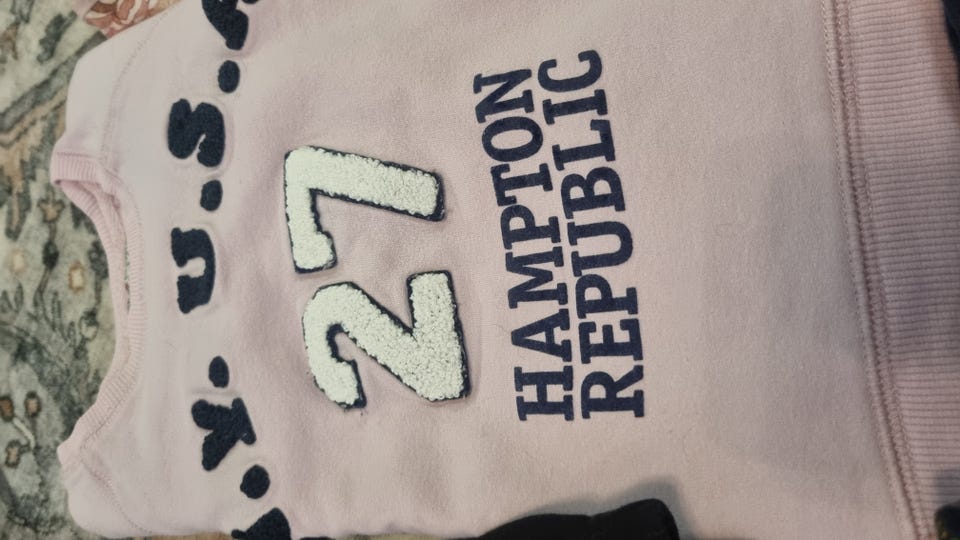 .Y. U.S.A
27
HAMPTON
REPUBLIC